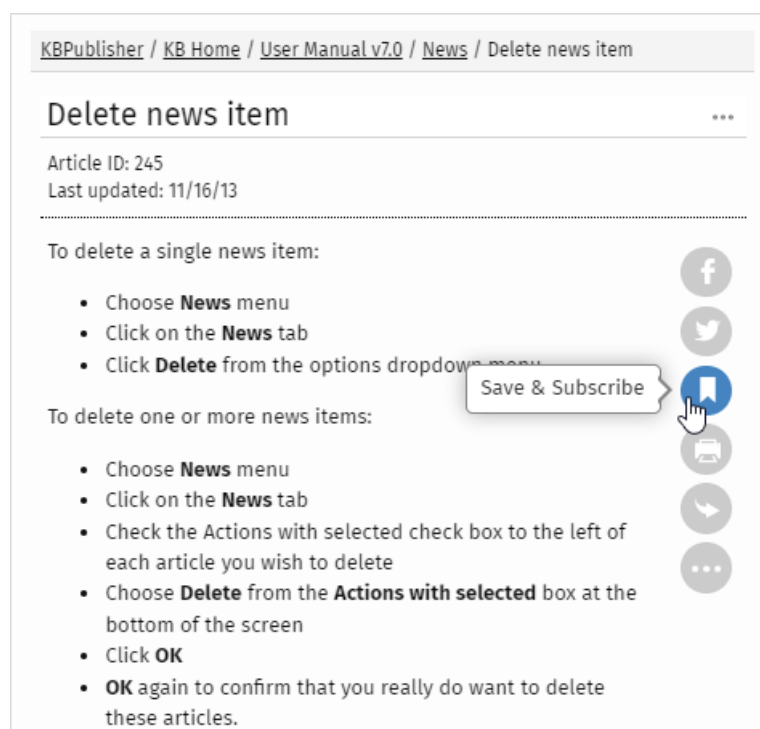 KBPublisher / KB Home / User Manual v7.0 / News / Delete news item
Delete news item
Article ID: 245
Last updated: 11/16/13
To delete a single news item:
• Choose News menu
• Click on the News tab
• Click Delete from the options dropdown menu
Save & Subscribe
To delete one or more news items:
• Choose News menu
• Click on the News tab
• Check the Actions with selected check box to the left of
each article you wish to delete
• Choose Delete from the Actions with selected box at the
bottom of the screen
• Click OK
• OK again to confirm that you really do want to delete
these articles.